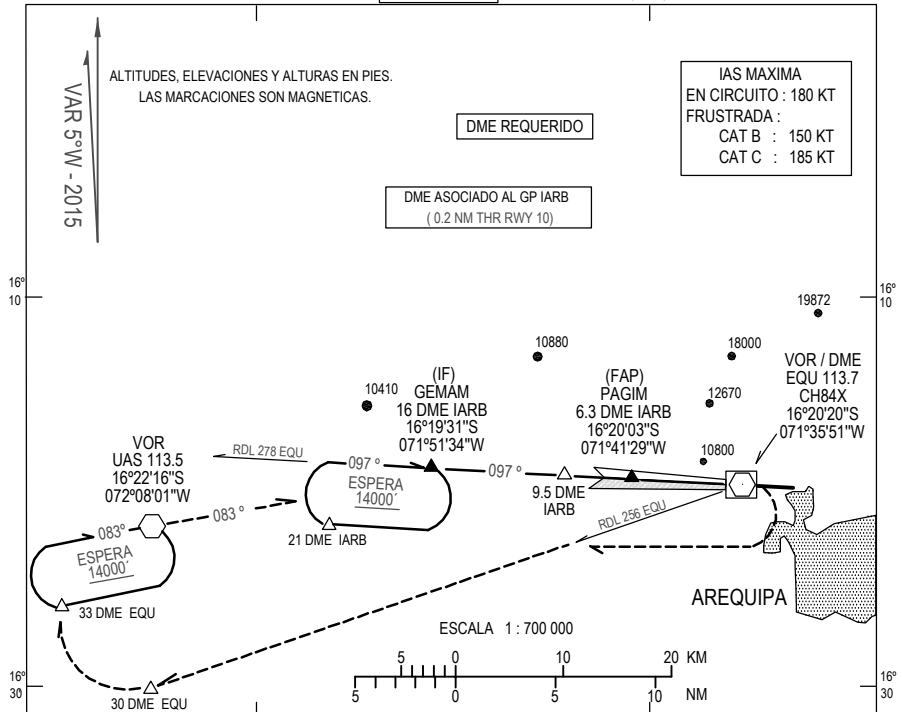 ALTITUDES, ELEVACIONES Y ALTURAS EN PIES.
LAS MARCACIONES SON MAGNETICAS.
VAR 5°W - 2015
DME REQUERIDO
IAS MAXIMA
EN CIRCUITO : 180 KT
FRUSTRADA :
CAT B : 150 KT
CAT C : 185 KT
DME ASOCIADO AL GP IARB
( 0.2 NM THR RWY 10)
16°
10
16°
10
19872
18000
10880
12670
10410
10800
(IF)
GEMAM
16 DME IARB
16°19'31"S
071°51'34"W
(FAP)
PAGIM
6.3 DME IARB
16°20'03"S
071°41'29"W
VOR / DME
EQU 113.7
CH84X
16°20'20"S
071°35'51"W
VOR
UAS 113.5
16°22'16"S
072°08'01"W
RDL 278 EQU
097 °
097 °
ESPERA
14000´
21 DME IARB
9.5 DME
IARB
RDL 256 EQU
083°
083 °
ESPERA
14000´
33 DME EQU
30 DME EQU
AREQUIPA
ESCALA 1 : 700 000
5 0 10 20 KM
5 0 5 10 NM
16°
30
16°
30